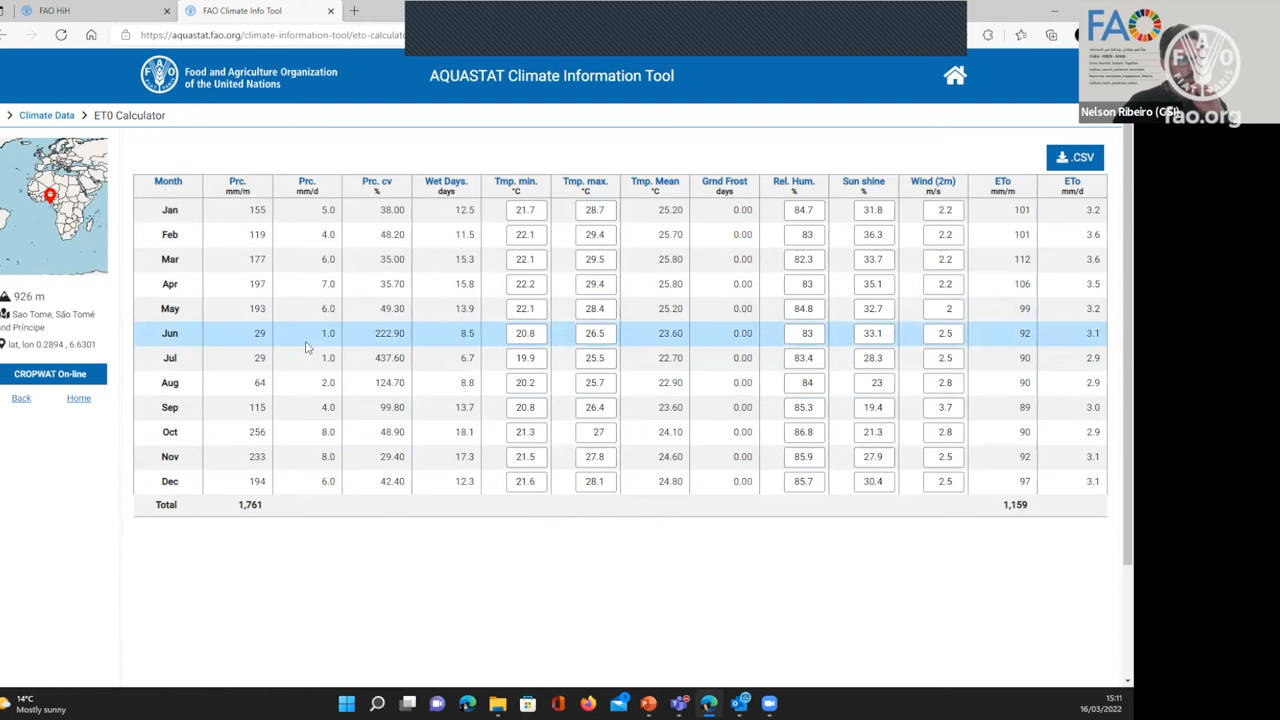 FAO HiH
FAO Climate Info Tool
https://aquastat.fao.org/climate-information-tool/eto-calculato
Food and Agriculture Organization
of the United Nations
AQUASTAT Climate Information Tool
FAO
Nelson Ribeiro (CSI)
fao.org
Climate Data > ET0 Calculator
.CSV
Month Prc. Prc. Prc. cv Wet Days. Tmp. min. Tmp. max. Tmp. Mean Grnd Frost Rel. Hum. Sun shine Wind (2m) ETo ETo
mm/m mm/d % days °C °C °C days % % m/s mm/m mm/d
Jan 155 5.0 38.00 12.5 21.7 28.7 25.20 0.00 84.7 31.8 2.2 101 3.2
Feb 119 4.0 48.20 11.5 22.1 29.4 25.70 0.00 83 36.3 2.2 101 3.6
Mar 177 6.0 35.00 15.3 22.1 29.5 25.80 0.00 82.3 33.7 2.2 112 3.6
Apr 197 7.0 35.70 15.8 22.2 29.4 25.80 0.00 83 35.1 2.2 106 3.5
May 193 6.0 49.30 13.9 22.1 28.4 25.20 0.00 84.8 32.7 2 99 3.2
Jun 29 1.0 222.90 8.5 20.8 26.5 23.60 0.00 83 33.1 2.5 92 3.1
Jul 29 1.0 437.60 6.7 19.9 25.5 22.70 0.00 83.4 28.3 2.5 90 2.9
Aug 64 2.0 124.70 8.8 20.2 25.7 22.90 0.00 84 23 2.8 90 2.9
Sep 115 4.0 99.80 13.7 20.8 26.4 23.60 0.00 85.3 19.4 3.7 89 3.0
Oct 256 8.0 48.90 18.1 21.3 27 24.10 0.00 86.8 21.3 2.8 90 2.9
Nov 233 8.0 29.40 17.3 21.5 27.8 24.60 0.00 85.9 27.9 2.5 92 3.1
Dec 194 6.0 42.40 12.3 21.6 28.1 24.80 0.00 85.7 30.4 2.5 97 3.1
Total 1,761 1,159
926 m
Sao Tome, São Tomé
nd Príncipe
lat, lon 0.2894 , 6.6301
CROPWAT On-line
Back Home
14°C
Mostly sunny
15:11
16/03/2022